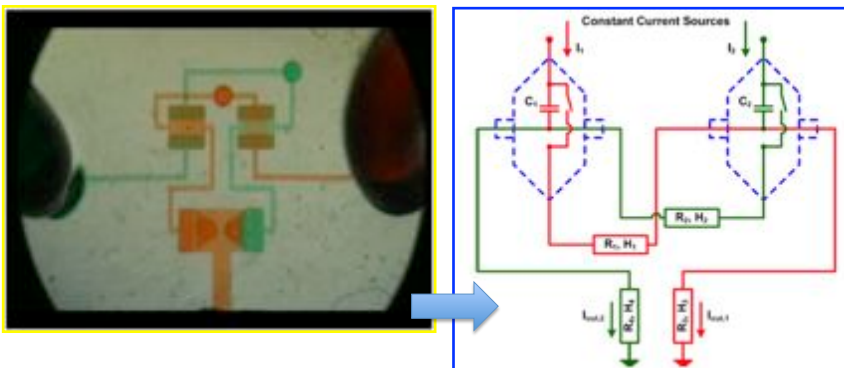 Constant Current Sources
I₁
I₂
C₁
C₂
R₂, H₂
R₁, H₁
I_out,2
R₄, H₄
R₃, H₃
I_out,1